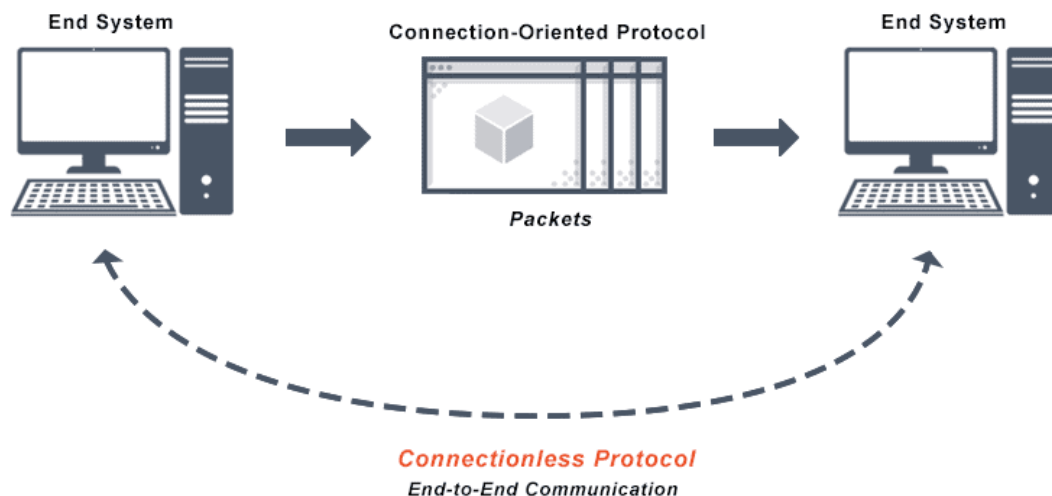 End System
Connection-Oriented Protocol
End System
Packets
Connectionless Protocol
End-to-End Communication